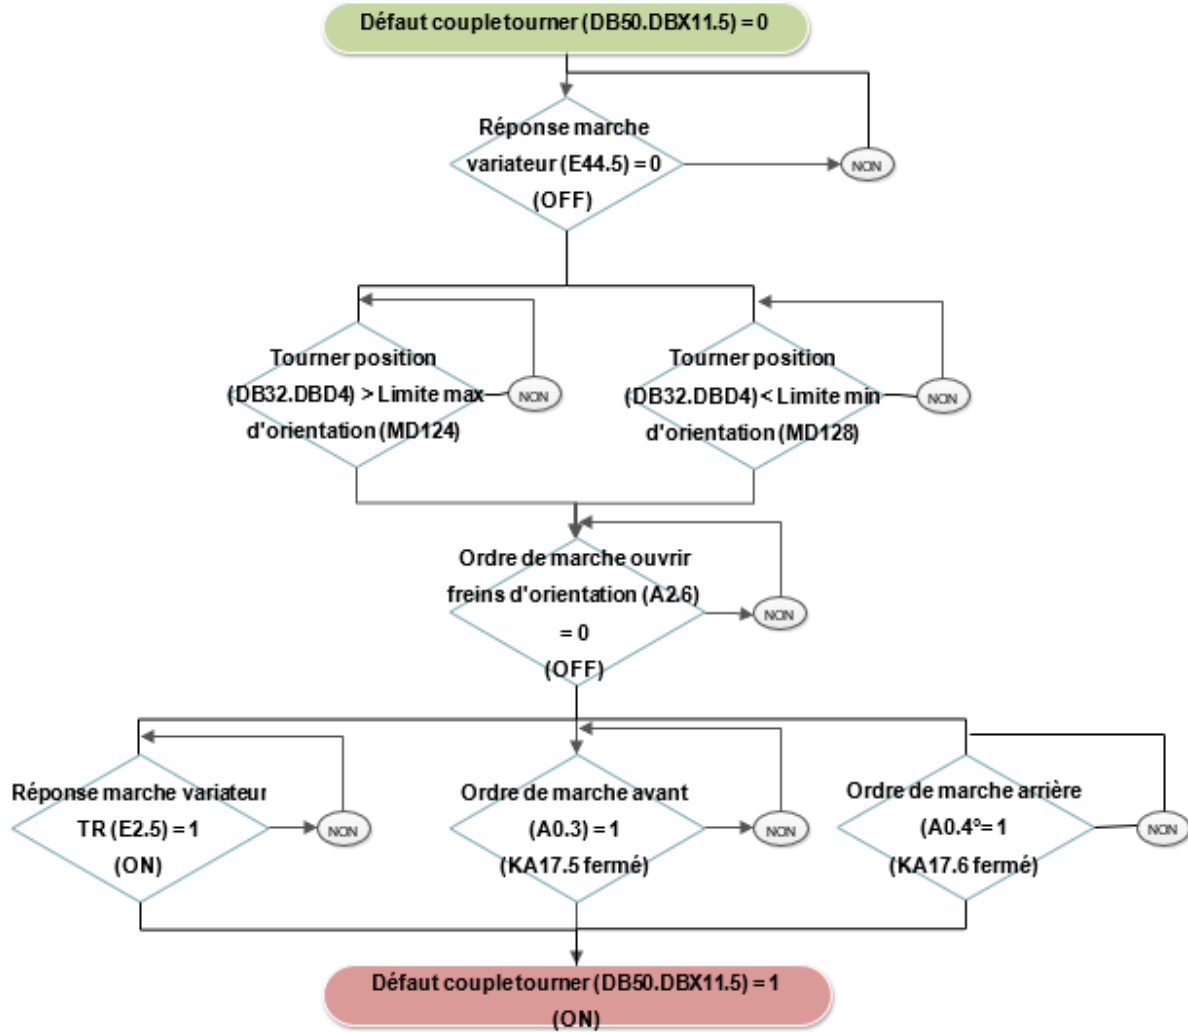 Défaut couple tourner (DB50.DBX11.5) = 0
Réponse marche
variateur (E44.5) = 0
(OFF)
NON
Tourner position
(DB32.DBD4) > Limite max
d'orientation (MD124)
NON
Tourner position
(DB32.DBD4) < Limite min
d'orientation (MD128)
NON
Ordre de marche ouvrir
freins d'orientation (A2.6)
= 0
(OFF)
NON
Réponse marche variateur
TR (E2.5) = 1
(ON)
NON
Ordre de marche avant
(A0.3) = 1
(KA17.5 fermé)
NON
Ordre de marche arrière
(A0.4°= 1
(KA17.6 fermé)
NON
Défaut couple tourner (DB50.DBX11.5) = 1
(ON)